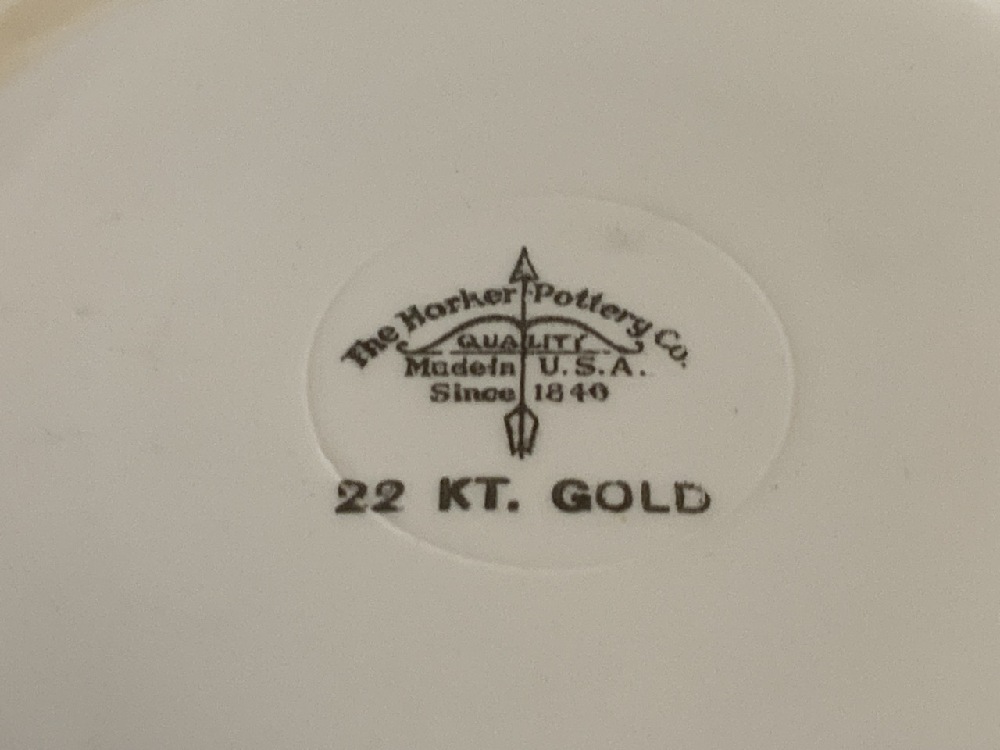 The Harker Pottery Co.
QUALITY
Made in U.S.A.
Since 1840
22 KT. GOLD